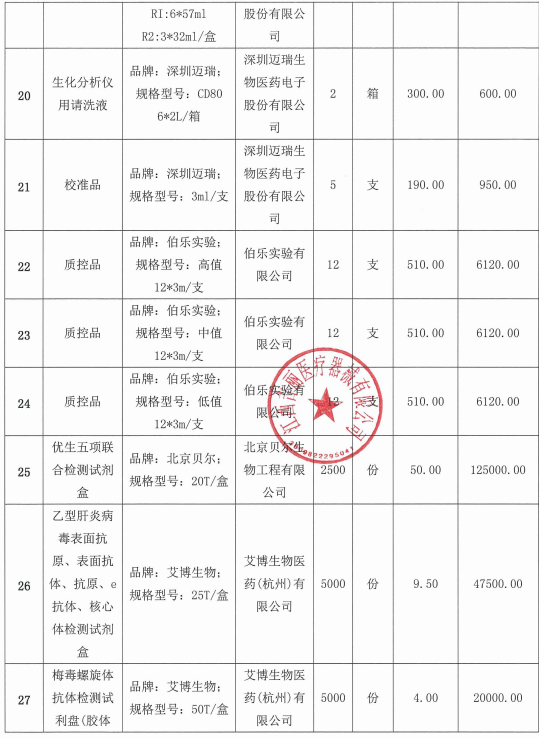 RI:6*57ml
R2:3*32ml/盒
股份有限公
司
20
生化分析仪
用请洗液
品牌：深圳迈瑞；
规格型号：CD80
6*2L/箱
深圳迈瑞生
物医药电子
股份有限公
司
2
箱
300.00
600.00
21
校准品
品牌：深圳迈瑞；
规格型号：3ml/支
深圳迈瑞生
物医药电子
股份有限公
司
5
支
190.00
950.00
22
质控品
品牌：伯乐实验；
规格型号：高值
12*3m/支
伯乐实验有
限公司
12
支
510.00
6120.00
23
质控品
品牌：伯乐实验；
规格型号：中值
12*3m/支
伯乐实验有
限公司
12
支
510.00
6120.00
24
质控品
品牌：伯乐实验；
规格型号：低值
12*3m/支
伯乐实验有
限公司
12
支
510.00
6120.00
医疗器械有限公司
25
优生五项联
合检测试剂
盒
品牌：北京贝尔；
规格型号：20T/盒
北京贝尔生
物工程有限
公司
2500
份
50.00
125000.00
26
乙型肝炎病
毒表面抗
原、表面抗
体、抗原、e
抗体、核心
体检测试剂
盒
品牌：艾博生物；
规格型号：25T/盒
艾博生物医
药(杭州)有
限公司
5000
份
9.50
47500.00
27
梅毒螺旋体
抗体检测试
利盘(胶体
品牌：艾博生物；
规格型号：50T/盒
艾博生物医
药(杭州)有
限公司
5000
份
4.00
20000.00